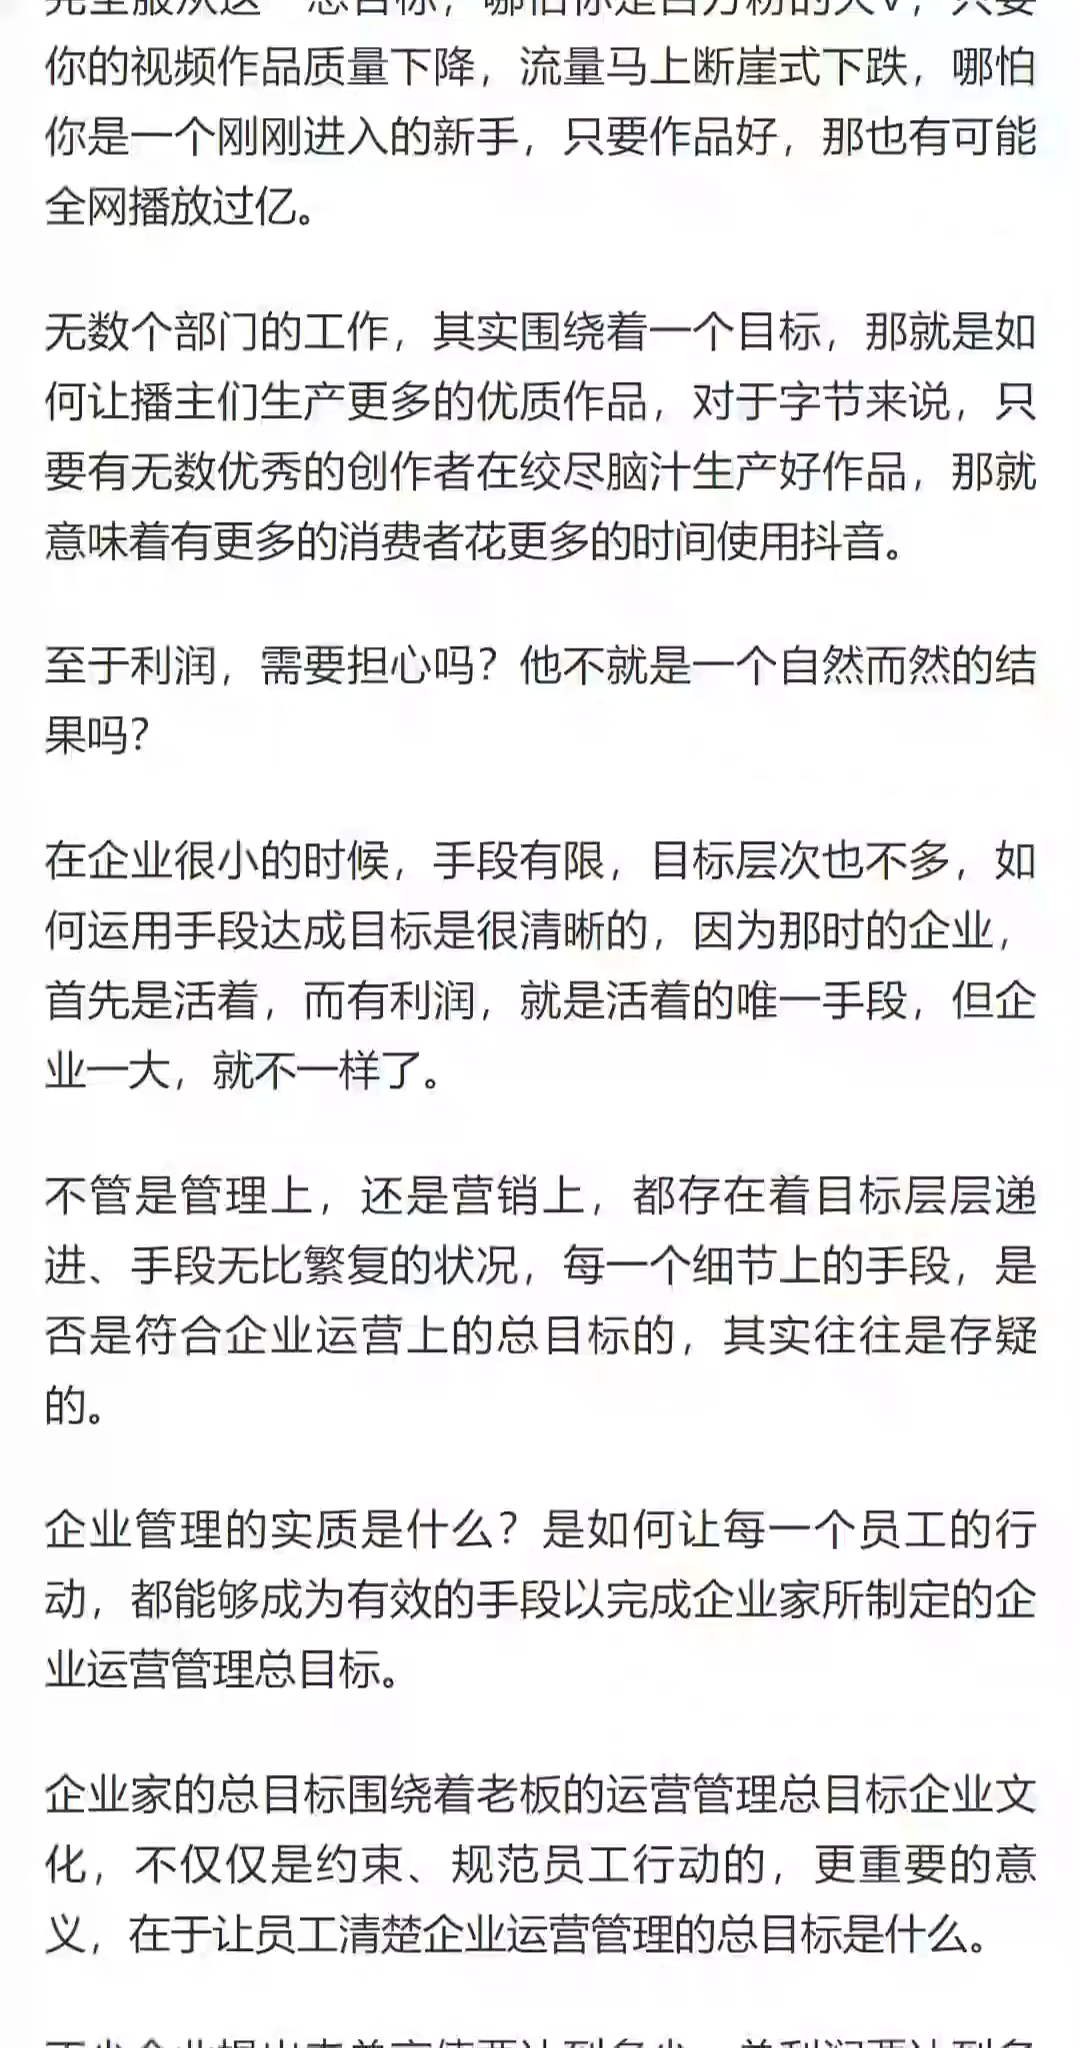 完全服从这一总目标，哪怕你是百万粉的大V，只要
你的视频作品质量下降，流量马上断崖式下跌，哪怕
你是一个刚刚进入的新手，只要作品好，那也有可能
全网播放过亿。
无数个部门的工作，其实围绕着一个目标，那就是如
何让播主们生产更多的优质作品，对于字节来说，只
要有无数优秀的创作者在绞尽脑汁生产好作品，那就
意味着有更多的消费者花更多的时间使用抖音。
至于利润，需要担心吗？他不就是一个自然而然的结
果吗？
在企业很小的时候，手段有限，目标层次也不多，如
何运用手段达成目标是很清晰的，因为那时的企业，
首先是活着，而有利润，就是活着的唯一手段，但企
业一大，就不一样了。
不管是管理上，还是营销上，都存在着目标层层递
进、手段无比繁复的状况，每一个细节上的手段，是
否是符合企业运营上的总目标的，其实往往是存疑
的。
企业管理的实质是什么？是如何让每一个员工的行
动，都能够成为有效的手段以完成企业家所制定的企
业运营管理总目标。
企业家的总目标围绕着老板的运营管理总目标企业文
化，不仅仅是约束、规范员工行动的，更重要的意
义，在于让员工清楚企业运营管理的总目标是什么。